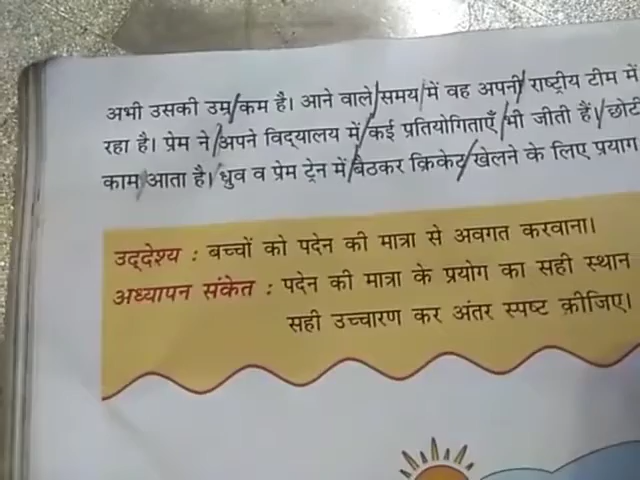 अभी उसकी उम्र कम है। आने वाले समय में वह अपनी राष्ट्रीय टीम में
रहा है। प्रेम ने अपने विद्यालय में कई प्रतियोगिताएँ भी जीती हैं। छोट
काम आता है। ध्रुव व प्रेम ट्रेन में बैठकर क्रिकेट खेलने के लिए प्रयाग
उद्देश्य : बच्चों को पदेन की मात्रा से अवगत करवाना।
अध्यापन संकेत : पदेन की मात्रा के प्रयोग का सही स्थान
सही उच्चारण कर अंतर स्पष्ट कीजिए।